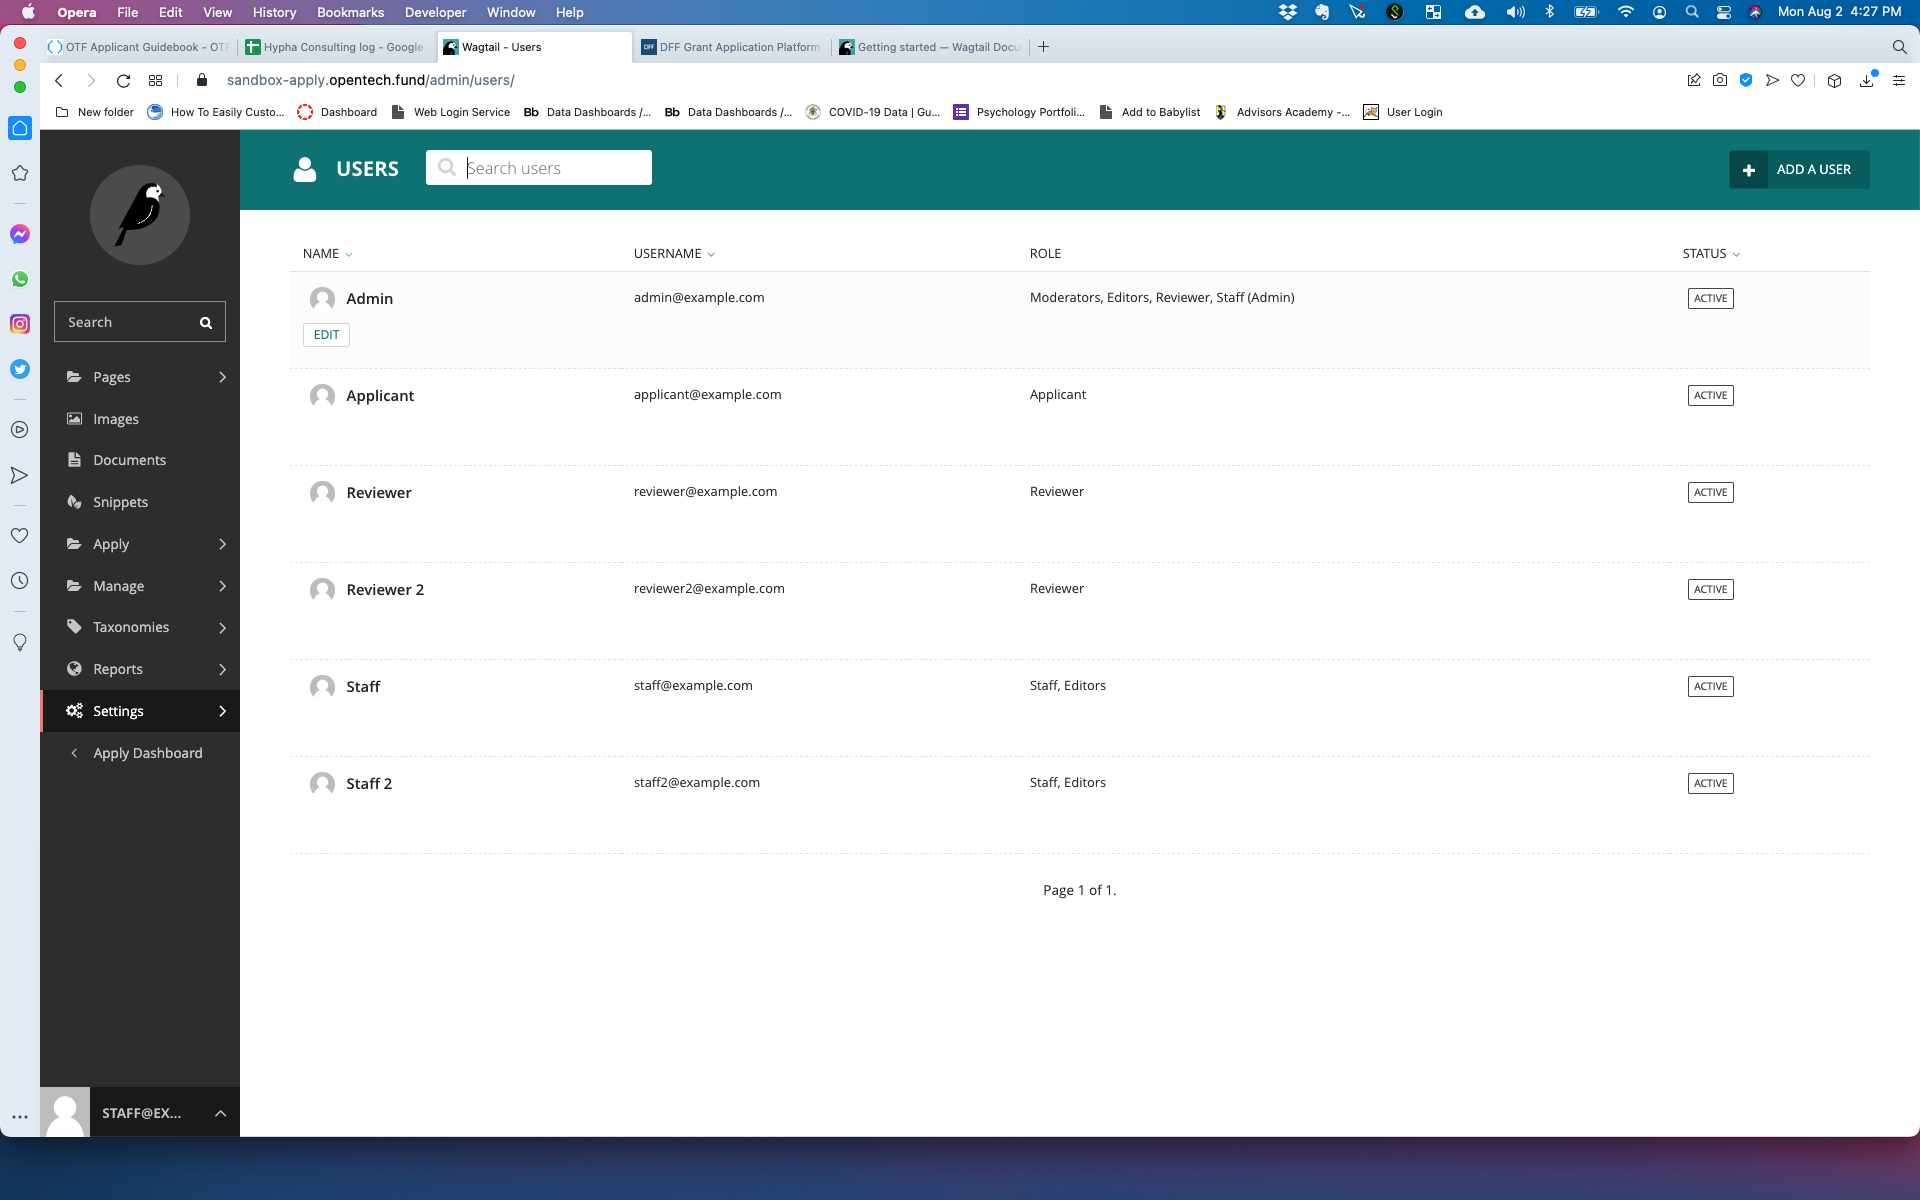 Opera File Edit View History Bookmarks Developer Window Help Mon Aug 2 4:27 PM
OTF Applicant Guidebook - OTF Hypha Consulting log - Google Wagtail - Users DFF DFF Grant Application Platform Getting started — Wagtail Docu
sandbox-apply.opentech.fund/admin/users/
New folder How To Easily Custo... Dashboard Web Login Service Bb Data Dashboards /... Bb Data Dashboards /... COVID-19 Data | Gu... Psychology Portfoli... Add to Babylist Advisors Academy -... User Login
USERS Search users ADD A USER
Search
Pages
Images
Documents
Snippets
Apply
Manage
Taxonomies
Reports
Settings
Apply Dashboard
STAFF@EX...
NAME USERNAME ROLE STATUS
Admin admin@example.com Moderators, Editors, Reviewer, Staff (Admin) ACTIVE
EDIT
Applicant applicant@example.com Applicant ACTIVE
Reviewer reviewer@example.com Reviewer ACTIVE
Reviewer 2 reviewer2@example.com Reviewer ACTIVE
Staff staff@example.com Staff, Editors ACTIVE
Staff 2 staff2@example.com Staff, Editors ACTIVE
Page 1 of 1.